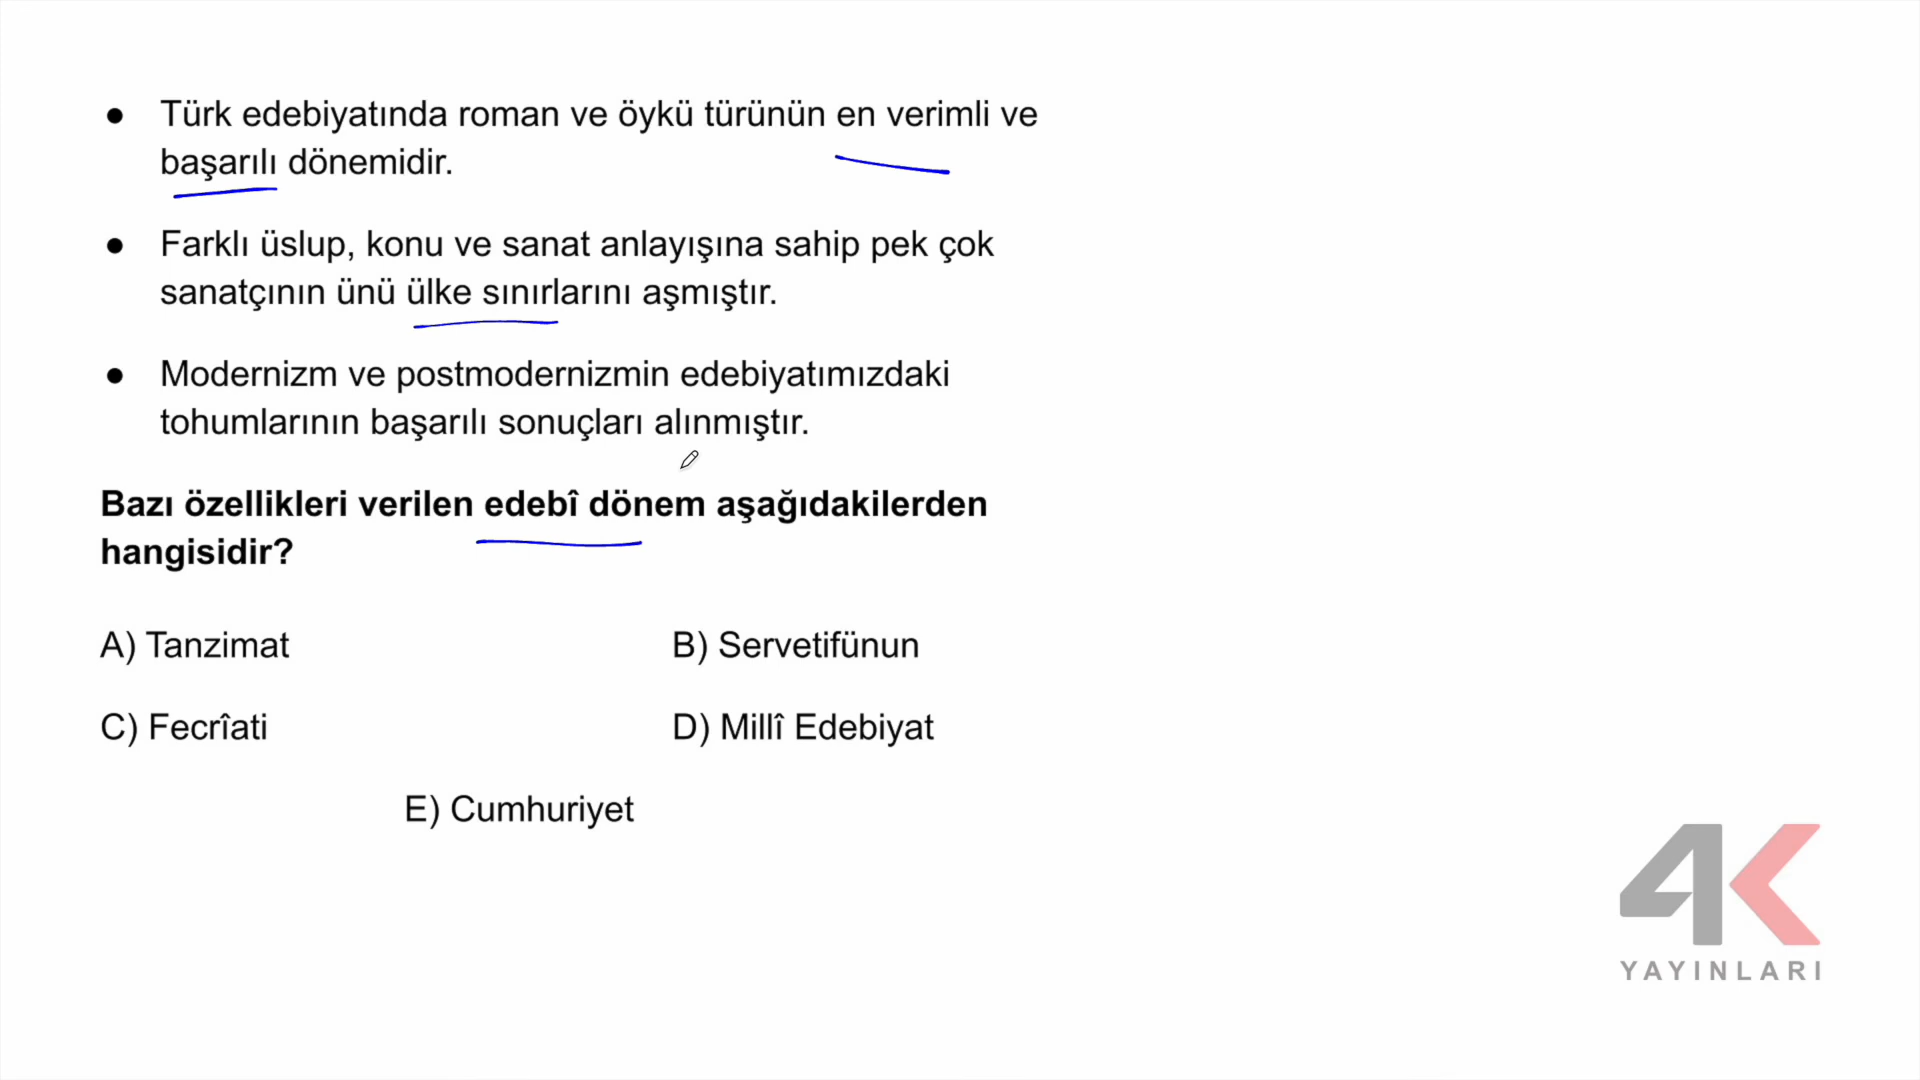 ● Türk edebiyatında roman ve öykü türünün en verimli ve
başarılı dönemidir.
● Farklı üslup, konu ve sanat anlayışına sahip pek çok
sanatçının ünü ülke sınırlarını aşmıştır.
● Modernizm ve postmodernizmin edebiyatımızdaki
tohumlarının başarılı sonuçları alınmıştır.
Bazı özellikleri verilen edebî dönem aşağıdakilerden
hangisidir?
A) Tanzimat B) Servetifünun
C) Fecrîati D) Millî Edebiyat
E) Cumhuriyet
4K
YAYINLARI